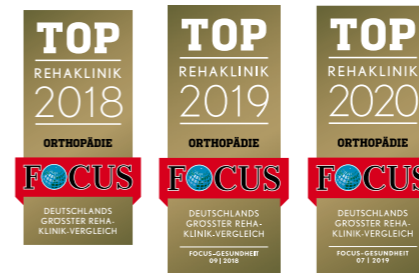 TOP
REHAKLINIK
2018
ORTHOPÄDIE
FOCUS
DEUTSCHLANDS
GRÖSSTER REHA-
KLINIK-VERGLEICH
TOP
REHAKLINIK
2019
ORTHOPÄDIE
FOCUS
DEUTSCHLANDS
GRÖSSTER REHA-
KLINIK-VERGLEICH
FOCUS-GESUNDHEIT
09 | 2018
TOP
REHAKLINIK
2020
ORTHOPÄDIE
FOCUS
DEUTSCHLANDS
GRÖSSTER REHA-
KLINIK-VERGLEICH
FOCUS-GESUNDHEIT
07 | 2019